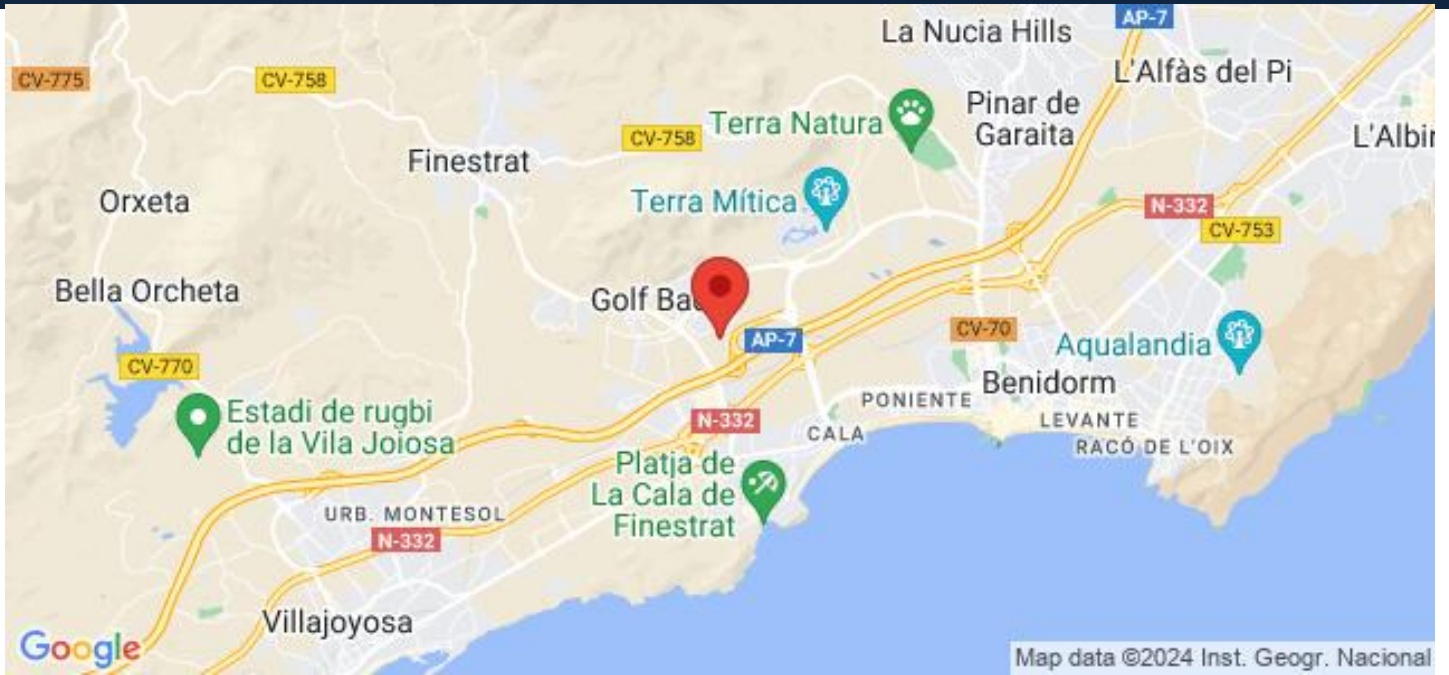 AP-7
La Nucia Hills
CV-775
CV-758
L'Alfàs del Pi
Terra Natura
Pinar de
Garaita
CV-758
L'Albir
Finestrat
Orxeta
Terra Mítica
N-332
CV-753
Bella Orcheta
Golf Ba
AP-7
CV-70
Aqualandia
CV-770
Benidorm
PONIENTE
Estadi de rugbi
de la Vila Joiosa
N-332
CALA
LEVANTE
RACÓ DE L'OIX
Platja de
La Cala de
Finestrat
URB. MONTESOL
N-332
Villajoyosa
Google
Map data ©2024 Inst. Geogr. Nacional